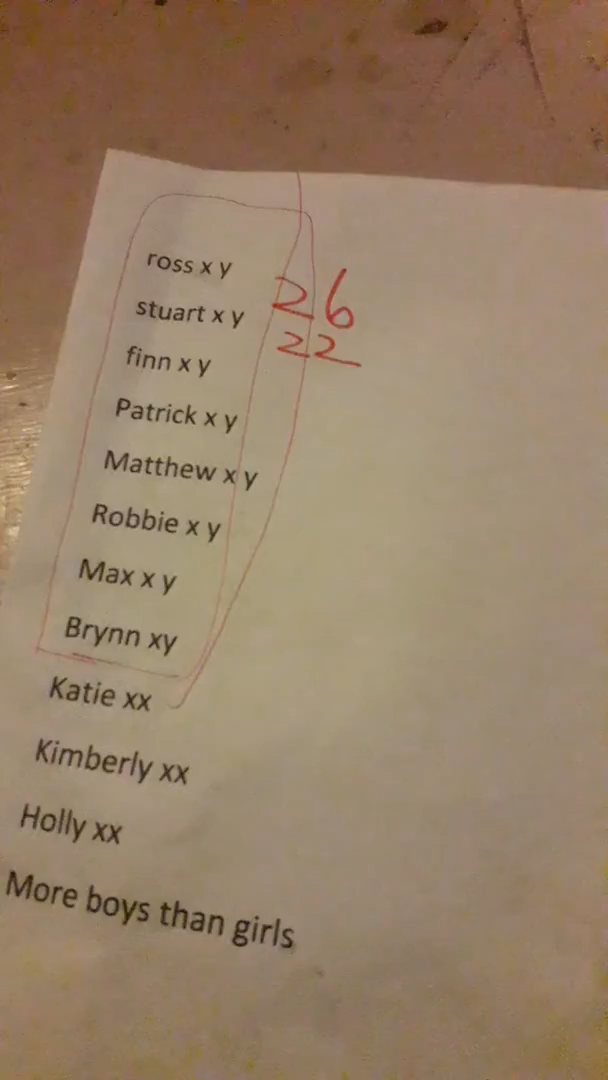 ross x y
26
stuart x y
22
finn x y
Patrick x y
Matthew x y
Robbie x y
Max x y
Brynn xy
Katie xx
Kimberly xx
Holly xx
More boys than girls